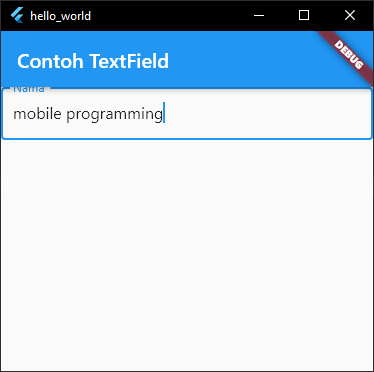 hello_world
Contoh TextField
DEBUG
Nama
mobile programming